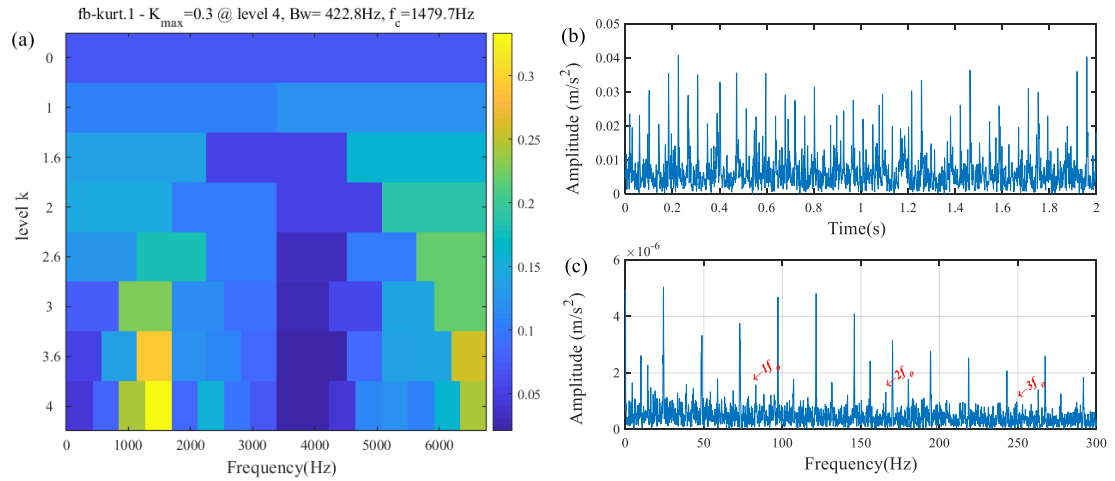 fb-kurt.1 - K_max=0.3 @ level 4, Bw= 422.8Hz, f_c=1479.7Hz
(a)
level k
0
1
1.6
2
2.6
3
3.6
4
0 1000 2000 3000 4000 5000 6000
Frequency(Hz)
0.3
0.25
0.2
0.15
0.1
0.05
(b)
Amplitude (m/s²)
0.05
0.04
0.03
0.02
0.01
0
0 0.2 0.4 0.6 0.8 1 1.2 1.4 1.6 1.8 2
Time(s)
(c)
×10⁻⁶
Amplitude (m/s²)
6
4
2
0
←1f_o
←2f_o
←3f_o
0 50 100 150 200 250 300
Frequency(Hz)